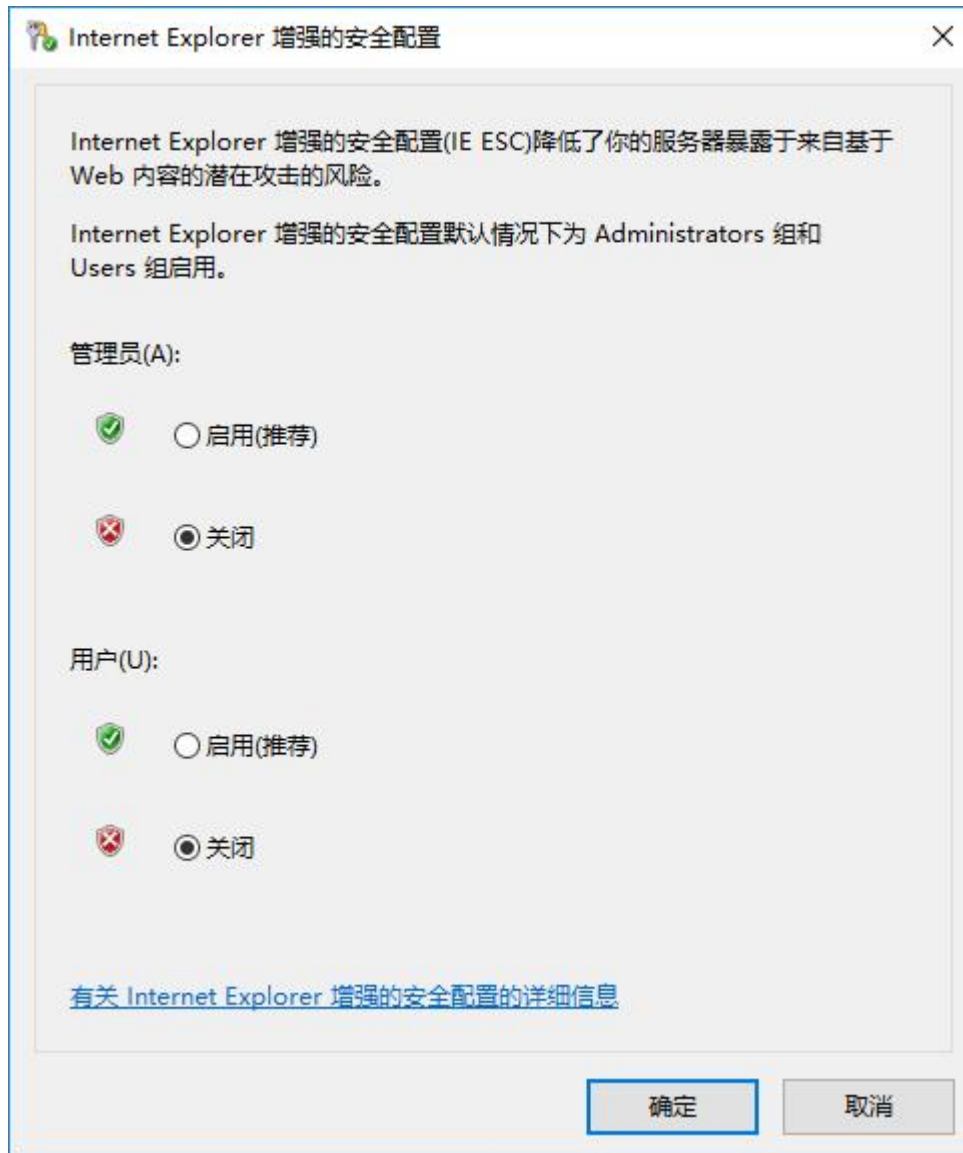 Internet Explorer 增强的安全配置
Internet Explorer 增强的安全配置(IE ESC)降低了你的服务器暴露于来自基于
Web 内容的潜在攻击的风险。
Internet Explorer 增强的安全配置默认情况下为 Administrators 组和
Users 组启用。
管理员(A):
启用(推荐)
关闭
用户(U):
启用(推荐)
关闭
有关 Internet Explorer 增强的安全配置的详细信息
确定
取消